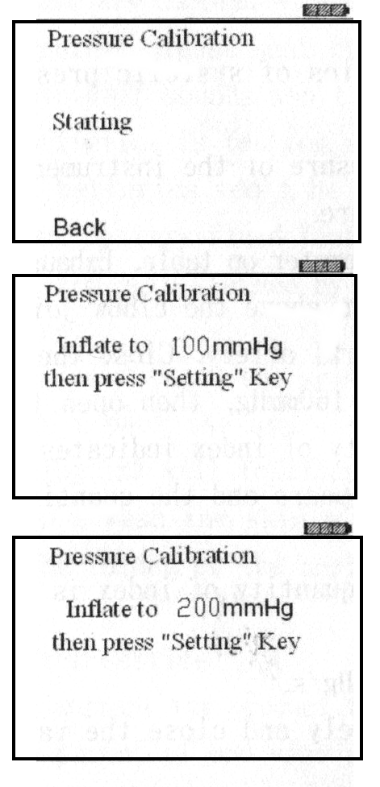 Pressure Calibration
Starting
Back
Pressure Calibration
Inflate to 100mmHg
then press "Setting" Key
Pressure Calibration
Inflate to 200mmHg
then press "Setting" Key